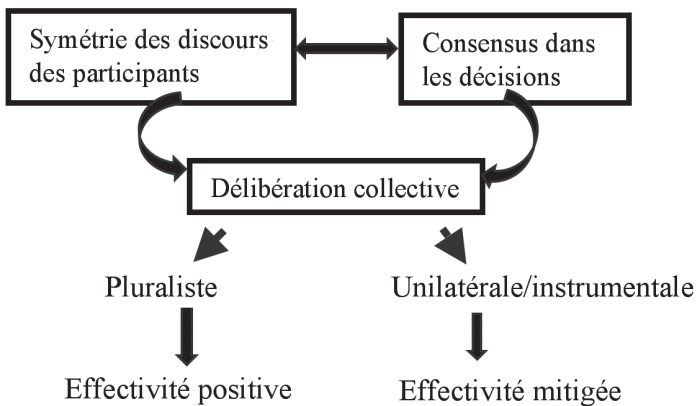 Symétrie des discours
des participants
Consensus dans
les décisions
Délibération collective
Pluraliste
Unilatérale/instrumentale
Effectivité positive
Effectivité mitigée